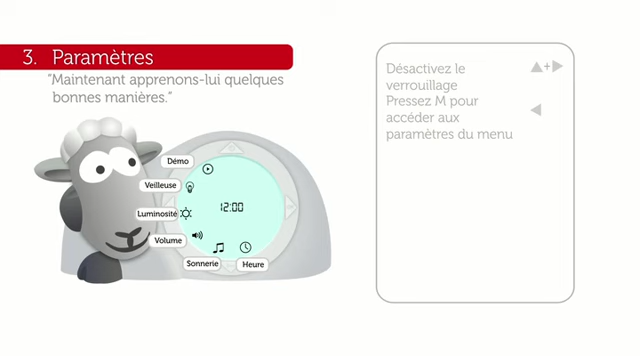 3. Paramètres
“Maintenant apprenons-lui quelques
bonnes manières.“
Démo
Veilleuse
Luminosité
Volume
Sonnerie
Heure
12:00
Désactivez le ▲+▶
verrouillage
Pressez M pour
accéder aux ◀
paramètres du menu